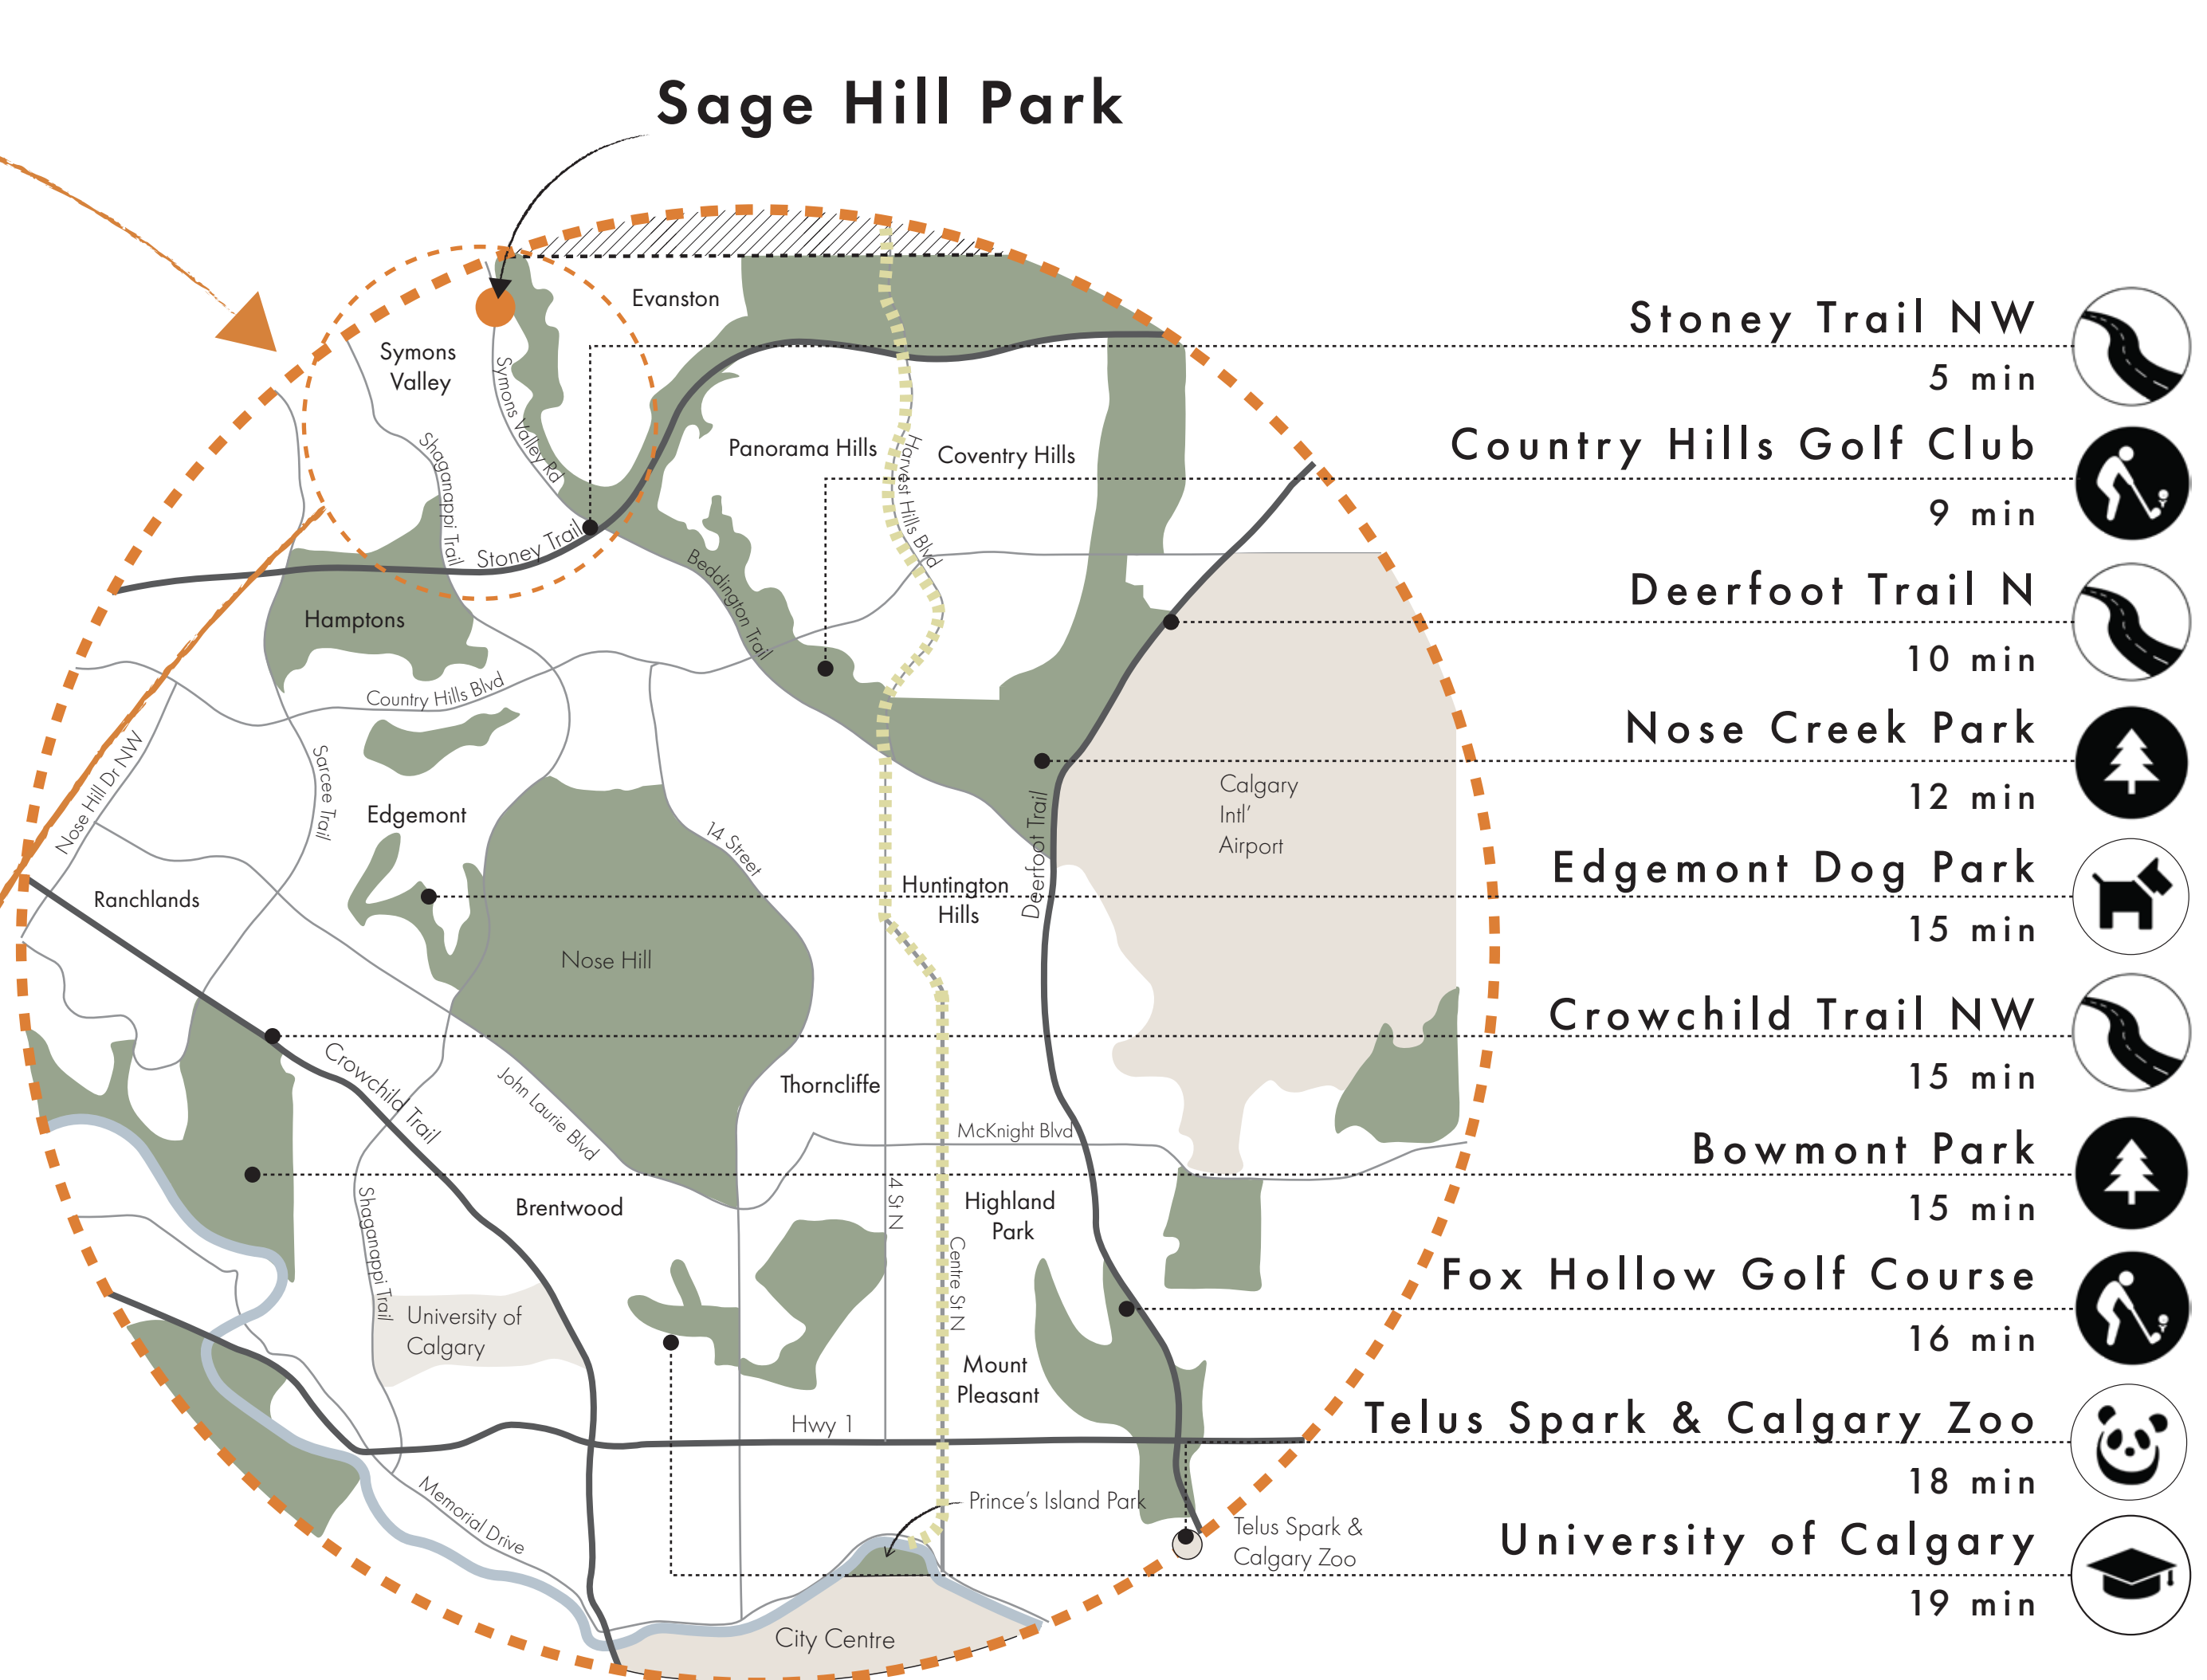 Sage Hill Park
Evanston
Symons
Valley
Symons Valley Rd
Shaganappi Trail
Stoney Trail
Panorama Hills
Harvest Hills Blvd
Coventry Hills
Beddington Trail
Hamptons
Country Hills Blvd
Nose Hill Dr NW
Sarcee Trail
Edgemont
14 Street
Ranchlands
Nose Hill
Huntington
Hills
Deerfoot Trail
Calgary
Intl'
Airport
Crowchild Trail
John Laurie Blvd
Thorncliffe
McKnight Blvd
Shaganappi Trail
Brentwood
4 St N
Centre St N
Highland
Park
University of
Calgary
Mount
Pleasant
Hwy 1
Memorial Drive
Prince's Island Park
Telus Spark &
Calgary Zoo
City Centre
Stoney Trail NW
5 min
Country Hills Golf Club
9 min
Deerfoot Trail N
10 min
Nose Creek Park
12 min
Edgemont Dog Park
15 min
Crowchild Trail NW
15 min
Bowmont Park
15 min
Fox Hollow Golf Course
16 min
Telus Spark & Calgary Zoo
18 min
University of Calgary
19 min